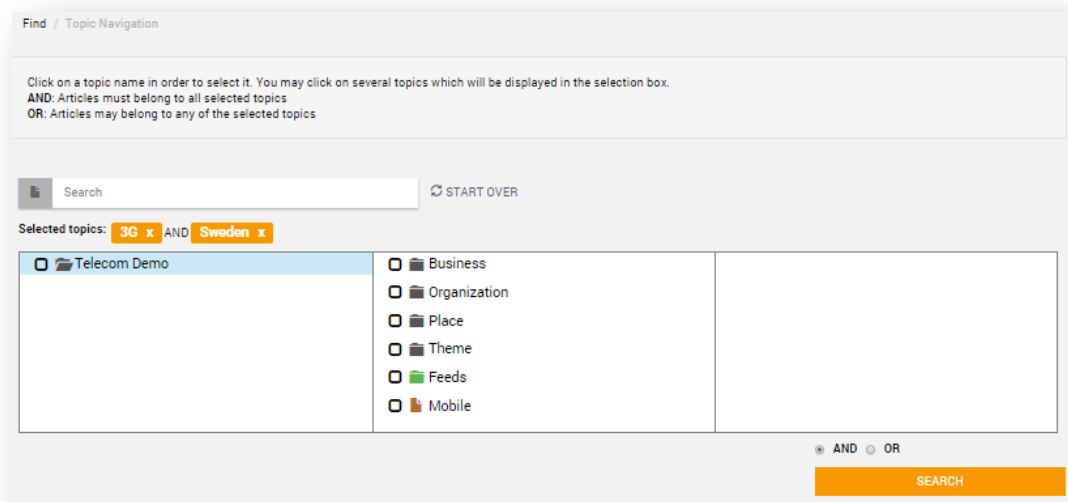 Find / Topic Navigation
Click on a topic name in order to select it. You may click on several topics which will be displayed in the selection box.
AND: Articles must belong to all selected topics
OR: Articles may belong to any of the selected topics
Search
START OVER
Selected topics: 3G x AND Sweden x
Telecom Demo
Business
Organization
Place
Theme
Feeds
Mobile
AND OR
SEARCH